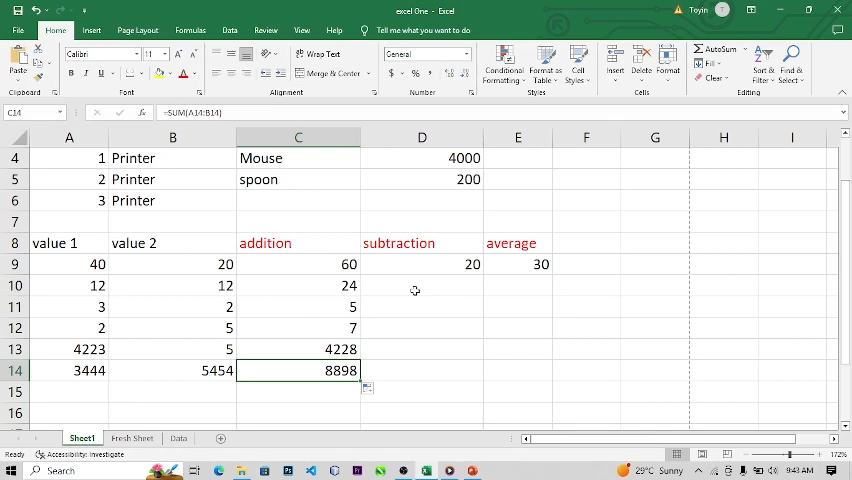 excel One - Excel
Toyin T
File Home Insert Page Layout Formulas Data Review View Help Tell me what you want to do
Paste
Calibri 11
B I U
Wrap Text
Merge & Center
General
$ % ,
Conditional Formatting
Format as Table
Cell Styles
Insert Delete Format
AutoSum
Fill
Clear
Sort & Filter
Find & Select
Clipboard Font Alignment Number Styles Cells Editing
C14 fx =SUM(A14:B14)
A B C D E F G H I
4 1 Printer Mouse 4000
5 2 Printer spoon 200
6 3 Printer
7
8 value 1 value 2 addition subtraction average
9 40 20 60 20 30
10 12 12 24
11 3 2 5
12 2 5 7
13 4223 5 4228
14 3444 5454 8898
15
16
Sheet1 Fresh Sheet Data
Ready Accessibility: Investigate 172%
Search 29°C Sunny 9:43 AM